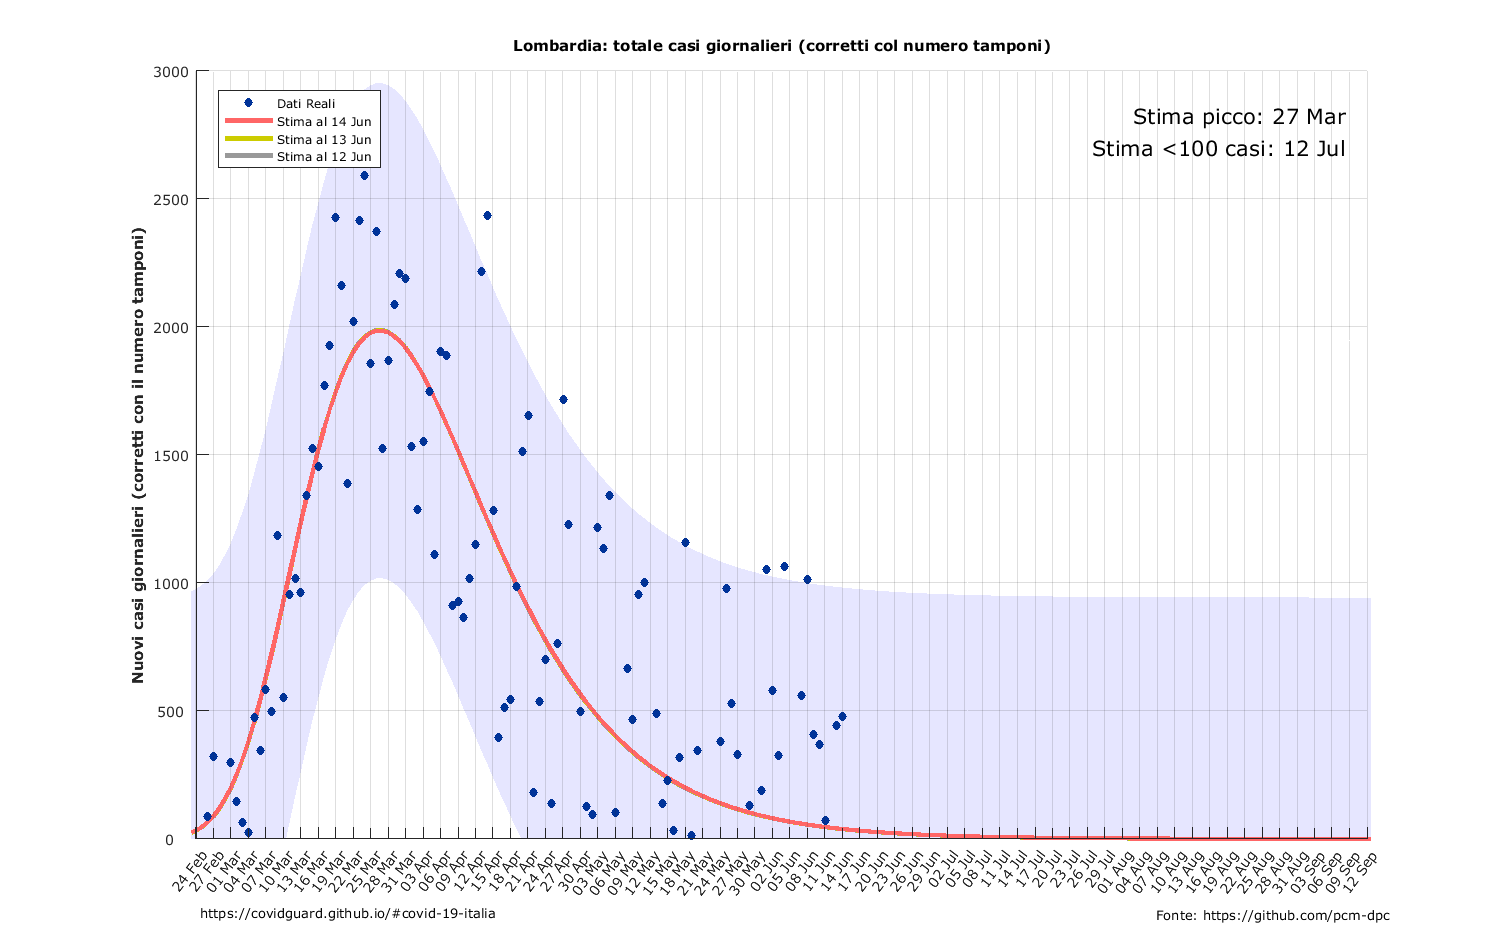 Lombardia: totale casi giornalieri (corretti col numero tamponi)
Nuovi casi giornalieri (corretti con il numero tamponi)
3000
2500
2000
1500
1000
500
0
Dati Reali
Stima al 14 Jun
Stima al 13 Jun
Stima al 12 Jun
Stima picco: 27 Mar
Stima <100 casi: 12 Jul
24 Feb
27 Feb
01 Mar
04 Mar
07 Mar
10 Mar
13 Mar
16 Mar
19 Mar
22 Mar
25 Mar
28 Mar
31 Mar
03 Apr
06 Apr
09 Apr
12 Apr
15 Apr
18 Apr
21 Apr
24 Apr
27 Apr
30 Apr
03 May
06 May
09 May
12 May
15 May
18 May
21 May
24 May
27 May
30 May
02 Jun
05 Jun
08 Jun
11 Jun
14 Jun
17 Jun
20 Jun
23 Jun
26 Jun
29 Jun
02 Jul
05 Jul
08 Jul
11 Jul
14 Jul
17 Jul
20 Jul
23 Jul
26 Jul
29 Jul
01 Aug
04 Aug
07 Aug
10 Aug
13 Aug
16 Aug
19 Aug
22 Aug
25 Aug
28 Aug
31 Aug
03 Sep
06 Sep
09 Sep
12 Sep
https://covidguard.github.io/#covid-19-italia
Fonte: https://github.com/pcm-dpc